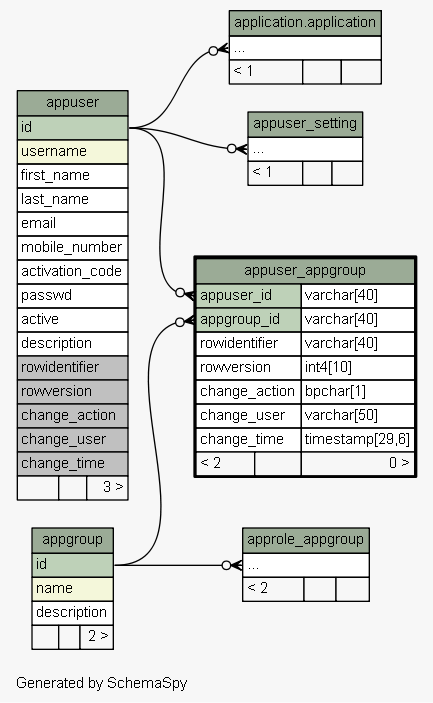 application.application
...
< 1
appuser
id
username
first_name
last_name
email
mobile_number
activation_code
passwd
active
description
rowidentifier
rowversion
change_action
change_user
change_time
3 >
appuser_setting
...
< 1
appuser_appgroup
appuser_id varchar[40]
appgroup_id varchar[40]
rowidentifier varchar[40]
rowversion int4[10]
change_action bpchar[1]
change_user varchar[50]
change_time timestamp[29,6]
< 2 0 >
appgroup
id
name
description
2 >
approle_appgroup
...
< 2
Generated by SchemaSpy